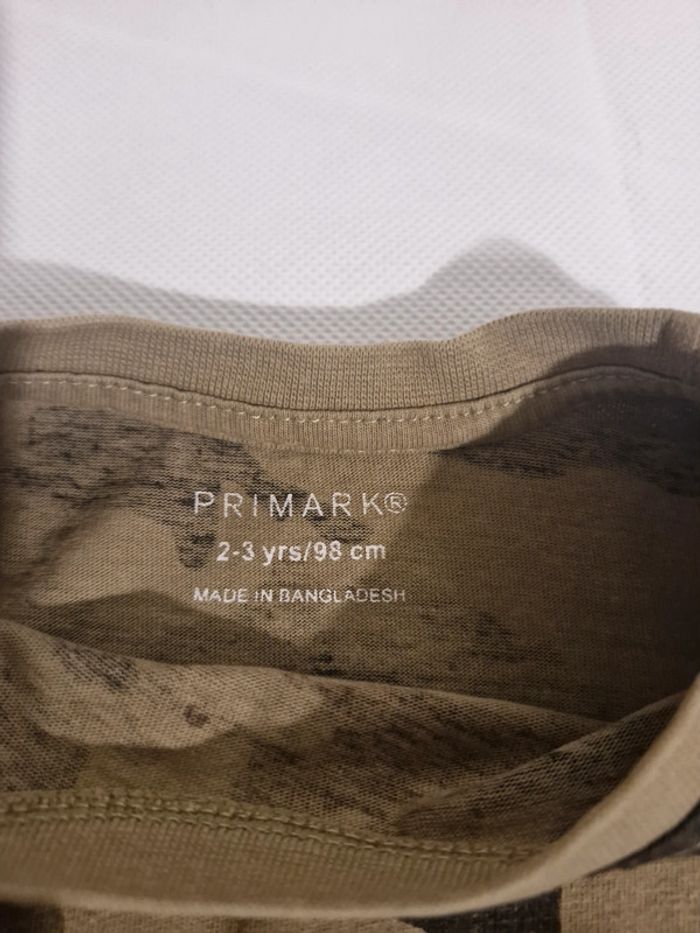 PRIMARK®
2-3 yrs/98 cm
MADE IN BANGLADESH